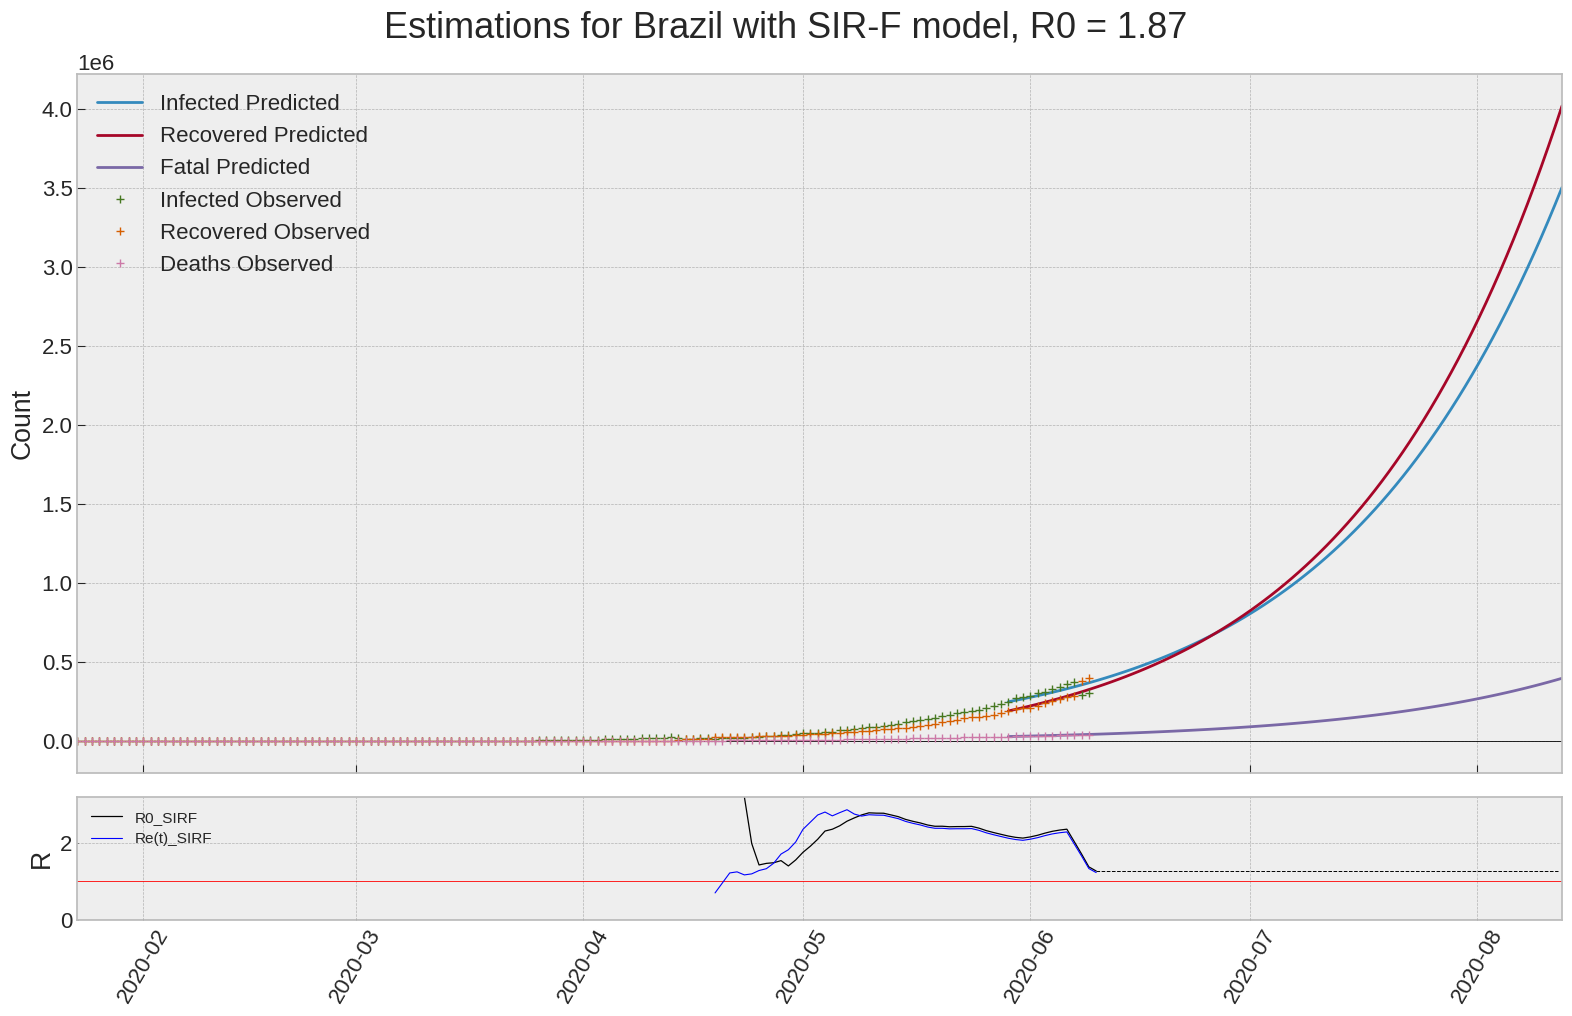 Estimations for Brazil with SIR-F model, R0 = 1.87
1e6
4.0
3.5
3.0
2.5
2.0
1.5
1.0
0.5
0.0
Count
Infected Predicted
Recovered Predicted
Fatal Predicted
Infected Observed
Recovered Observed
Deaths Observed
2
0
R
R0_SIRF
Re(t)_SIRF
2020-02
2020-03
2020-04
2020-05
2020-06
2020-07
2020-08